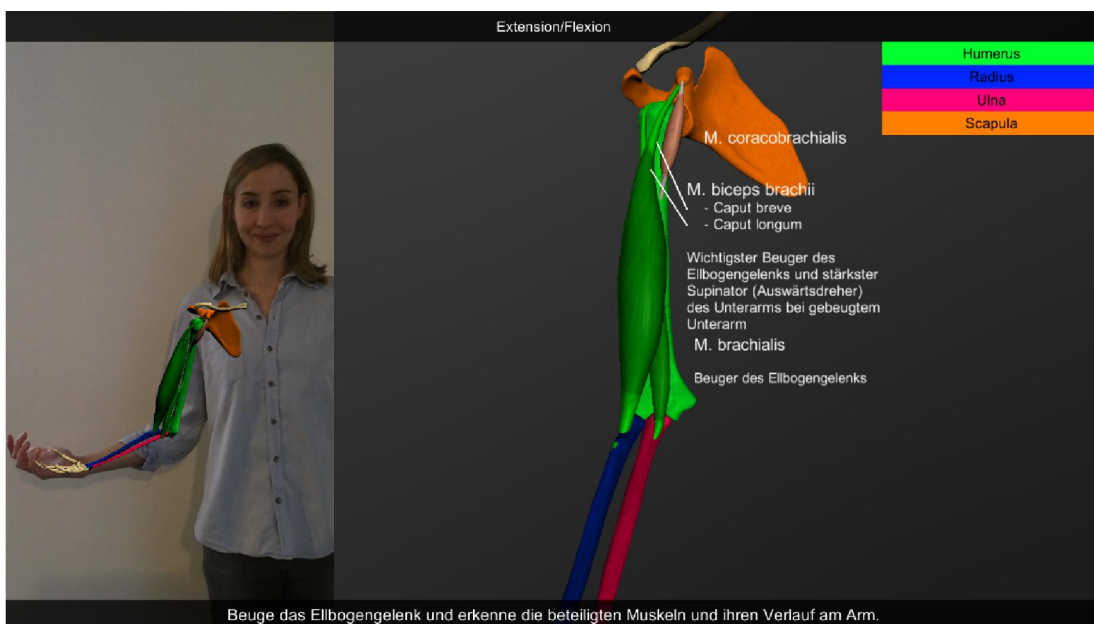 Extension/Flexion
Humerus
Radius
Ulna
Scapula
M. coracobrachialis
M. biceps brachii
- Caput breve
- Caput longum
Wichtigster Beuger des
Ellbogengelenks und stärkster
Supinator (Auswärtsdreher)
des Unterarms bei gebeugtem
Unterarm
M. brachialis
Beuger des Ellbogengelenks
Beuge das Ellbogengelenk und erkenne die beteiligten Muskeln und ihren Verlauf am Arm.